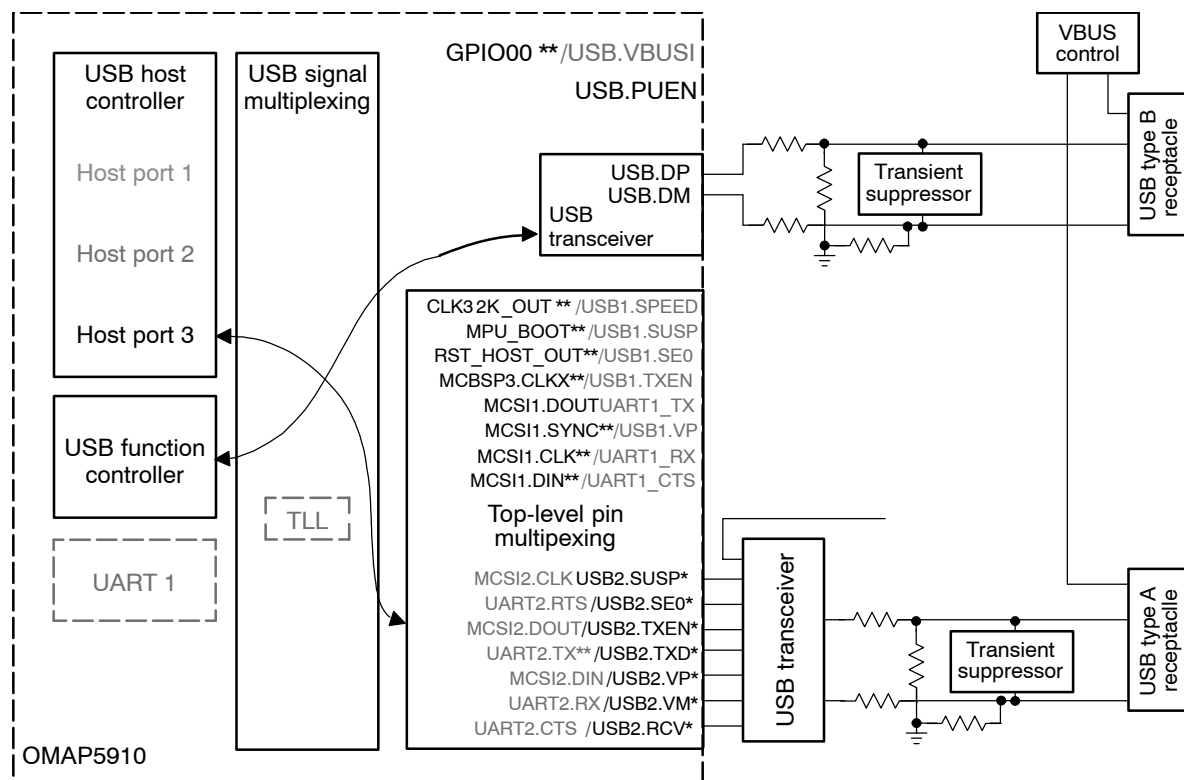 GPIO00 **/USB.VBUSI
USB.PUEN
VBUS
control
USB host
controller
Host port 1
Host port 2
Host port 3
USB signal
multiplexing
USB.DP
USB.DM
USB
transceiver
Transient
suppressor
USB type B
receptacle
USB function
controller
UART 1
TLL
CLK32K_OUT **/USB1.SPEED
MPU_BOOT**/USB1.SUSP
RST_HOST_OUT**/USB1.SE0
MCBSP3.CLKX**/USB1.TXEN
MCSI1.DOUTUART1_TX
MCSI1.SYNC**/USB1.VP
MCSI1.CLK**/UART1_RX
MCSI1.DIN**/UART1_CTS
Top-level pin
multipexing
MCSI2.CLK USB2.SUSP*
UART2.RTS /USB2.SE0*
MCSI2.DOUT/USB2.TXEN*
UART2.TX**/USB2.TXD*
MCSI2.DIN/USB2.VP*
UART2.RX /USB2.VM*
UART2.CTS /USB2.RCV*
USB transceiver
Transient
suppressor
USB type A
receptaclle
OMAP5910